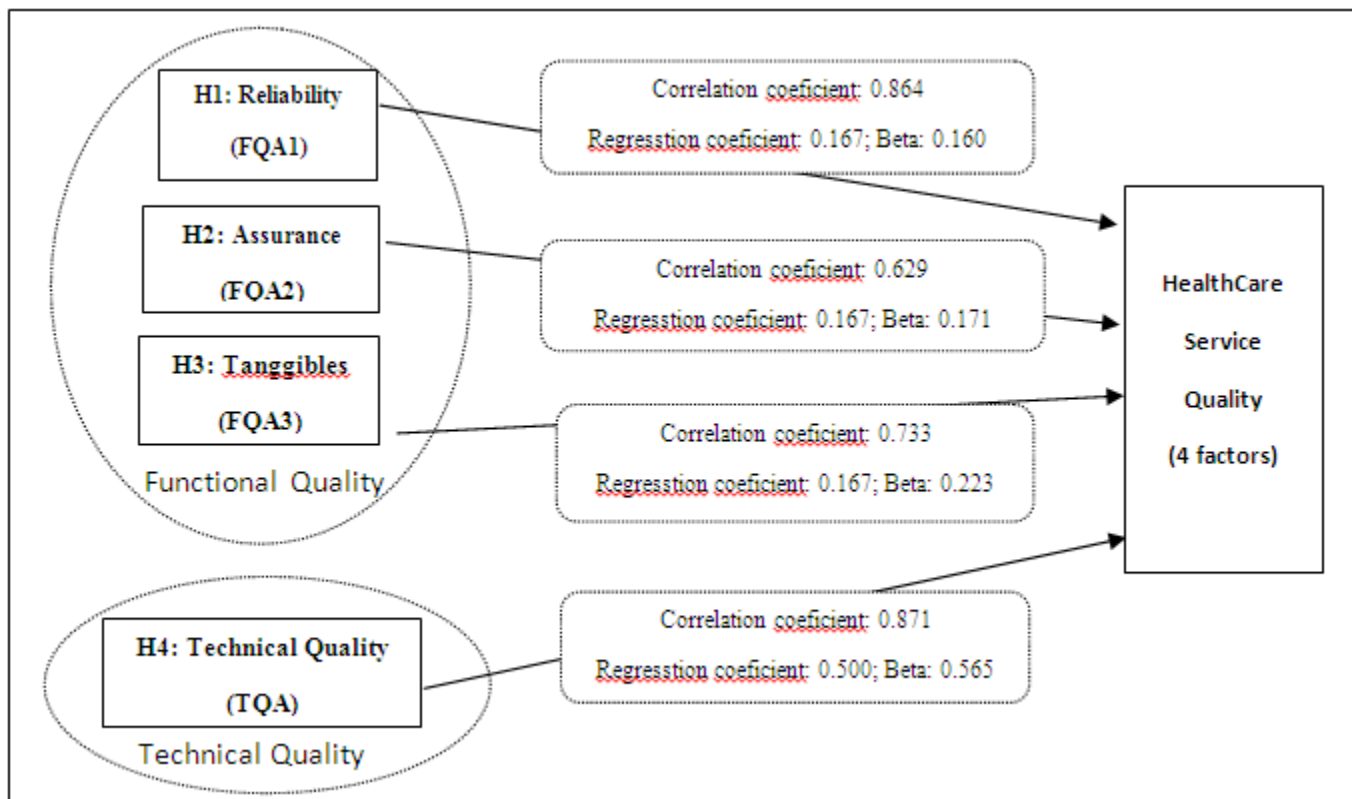 H1: Reliability
(FQA1)
Correlation coeficient: 0.864
Regresstion coeficient: 0.167; Beta: 0.160
H2: Assurance
(FQA2)
Correlation coeficient: 0.629
Regresstion coeficient: 0.167; Beta: 0.171
H3: Tanggibles
(FQA3)
Functional Quality
Correlation coeficient: 0.733
Regresstion coeficient: 0.167; Beta: 0.223
H4: Technical Quality
(TQA)
Technical Quality
Correlation coeficient: 0.871
Regresstion coeficient: 0.500; Beta: 0.565
HealthCare
Service
Quality
(4 factors)